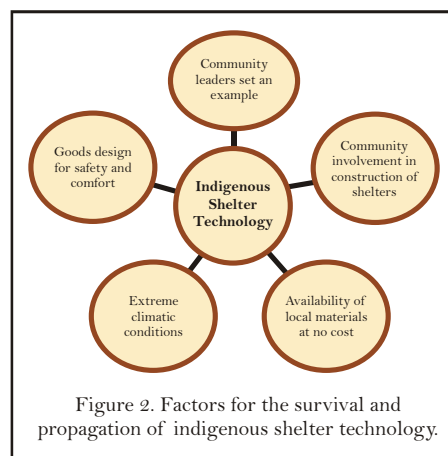 Community
leaders set an
example
Goods design
for safety and
comfort
Community
involvement in
construction of
shelters
Indigenous
Shelter
Technology
Extreme
climatic
conditions
Availability of
local materials
at no cost
Figure 2. Factors for the survival and
propagation of indigenous shelter technology.